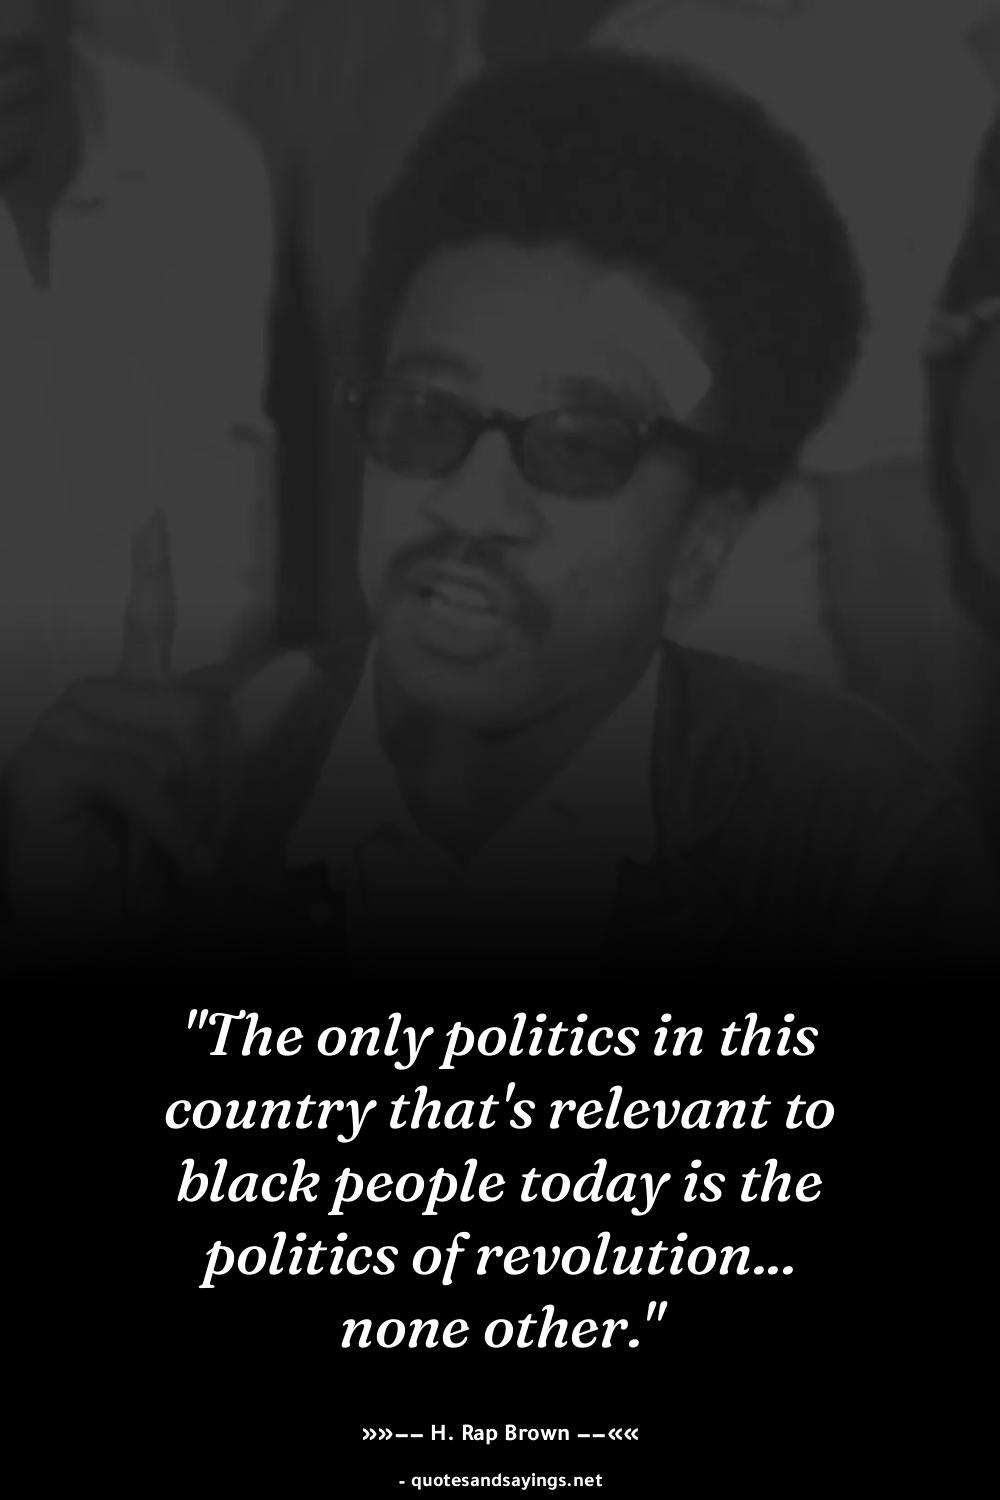 "The only politics in this
country that's relevant to
black people today is the
politics of revolution...
none other."
»»–– H. Rap Brown ––««
- quotesandsayings.net